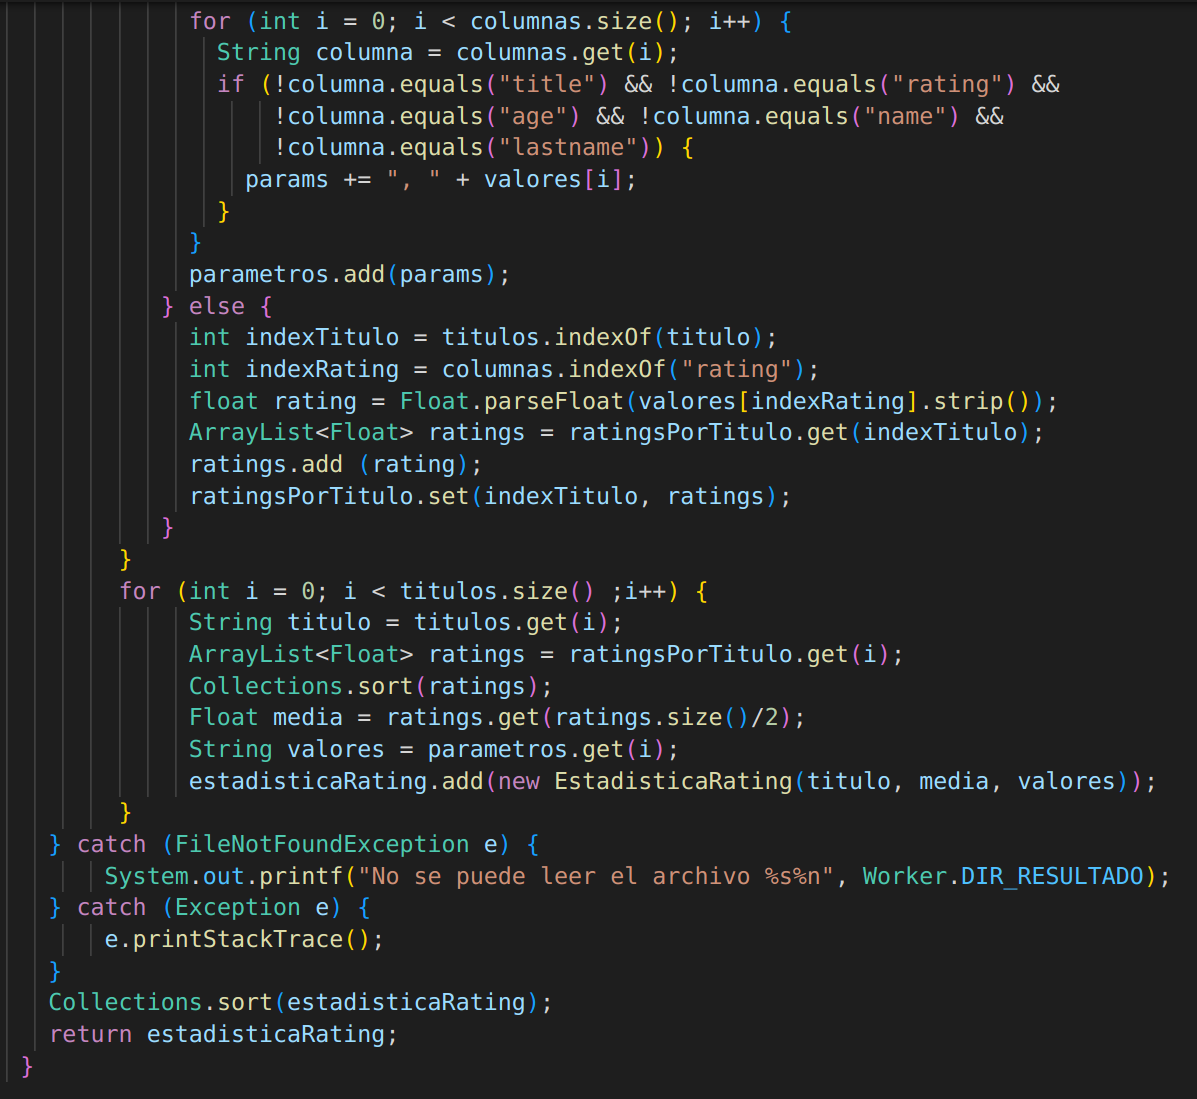 for (int i = 0; i < columnas.size(); i++) {
String columna = columnas.get(i);
if (!columna.equals("title") && !columna.equals("rating") &&
!columna.equals("age") && !columna.equals("name") &&
!columna.equals("lastname")) {
params += ", " + valores[i];
}
}
parametros.add(params);
} else {
int indexTitulo = titulos.indexOf(titulo);
int indexRating = columnas.indexOf("rating");
float rating = Float.parseFloat(valores[indexRating].strip());
ArrayList<Float> ratings = ratingsPorTitulo.get(indexTitulo);
ratings.add (rating);
ratingsPorTitulo.set(indexTitulo, ratings);
}
}
for (int i = 0; i < titulos.size() ;i++) {
String titulo = titulos.get(i);
ArrayList<Float> ratings = ratingsPorTitulo.get(i);
Collections.sort(ratings);
Float media = ratings.get(ratings.size()/2);
String valores = parametros.get(i);
estadisticaRating.add(new EstadisticaRating(titulo, media, valores));
}
} catch (FileNotFoundException e) {
System.out.printf("No se puede leer el archivo %s%n", Worker.DIR_RESULTADO);
} catch (Exception e) {
e.printStackTrace();
}
Collections.sort(estadisticaRating);
return estadisticaRating;
}